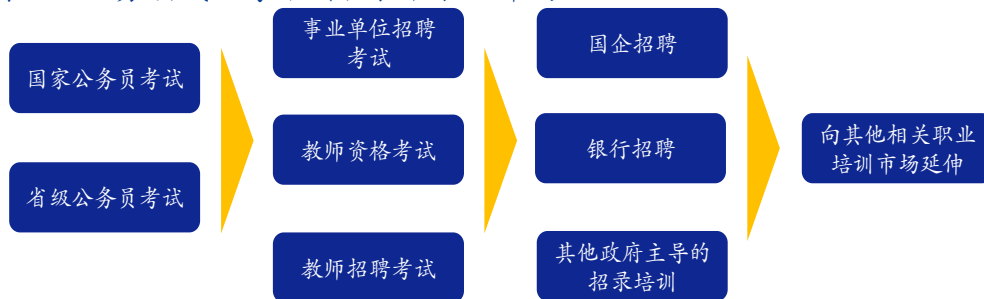 国家公务员考试
省级公务员考试
事业单位招聘
考试
教师资格考试
教师招聘考试
国企招聘
银行招聘
其他政府主导的
招录培训
向其他相关职业
培训市场延伸